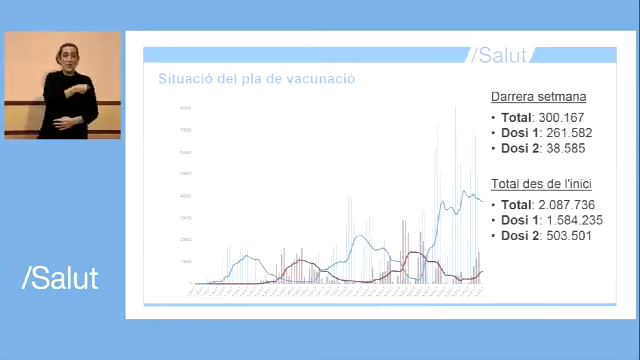 /Salut
Situació del pla de vacunació
Darrera setmana
• Total: 300.167
• Dosi 1: 261.582
• Dosi 2: 38.585
Total des de l'inici
• Total: 2.087.736
• Dosi 1: 1.584.235
• Dosi 2: 503.501
/Salut